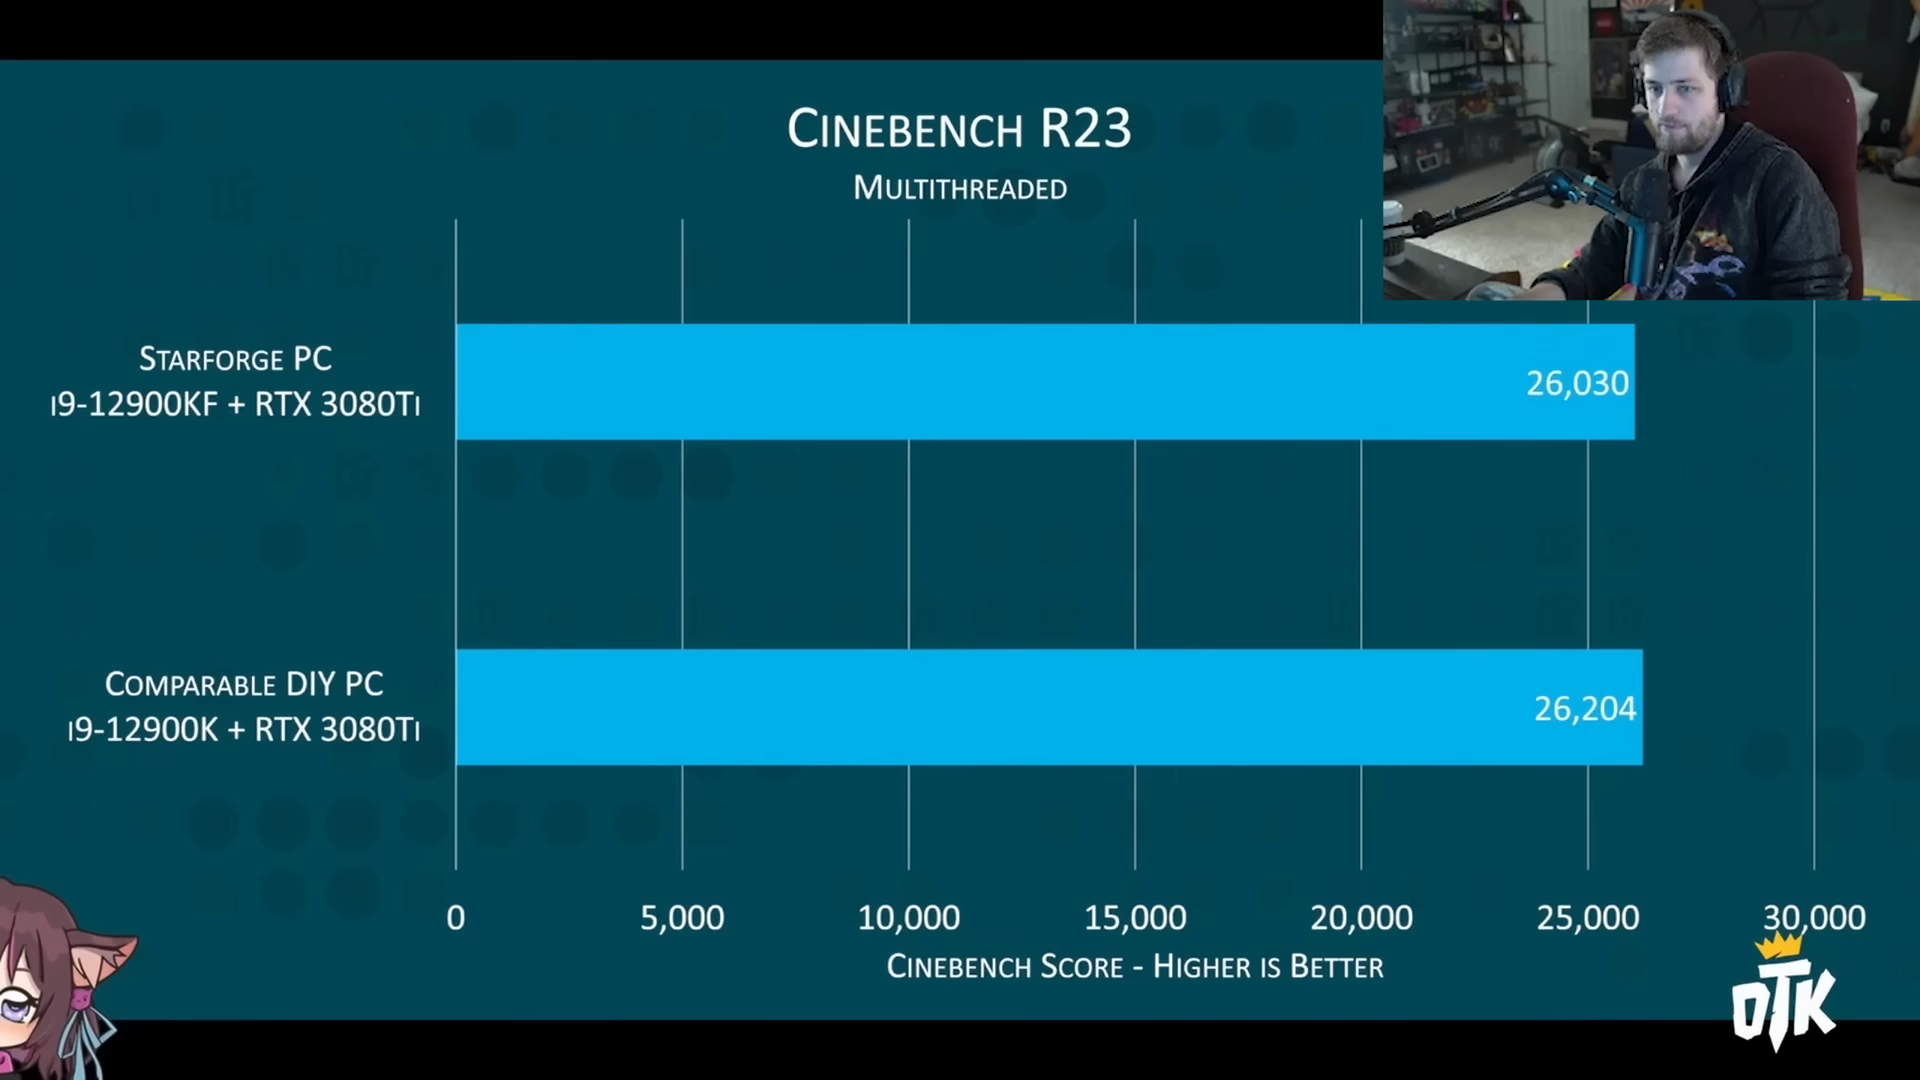 Cinebench R23
Multithreaded
Starforge PC
i9-12900KF + RTX 3080Ti
26,030
Comparable DIY PC
i9-12900K + RTX 3080Ti
26,204
0 5,000 10,000 15,000 20,000 25,000 30,000
Cinebench Score - Higher is Better
OTK